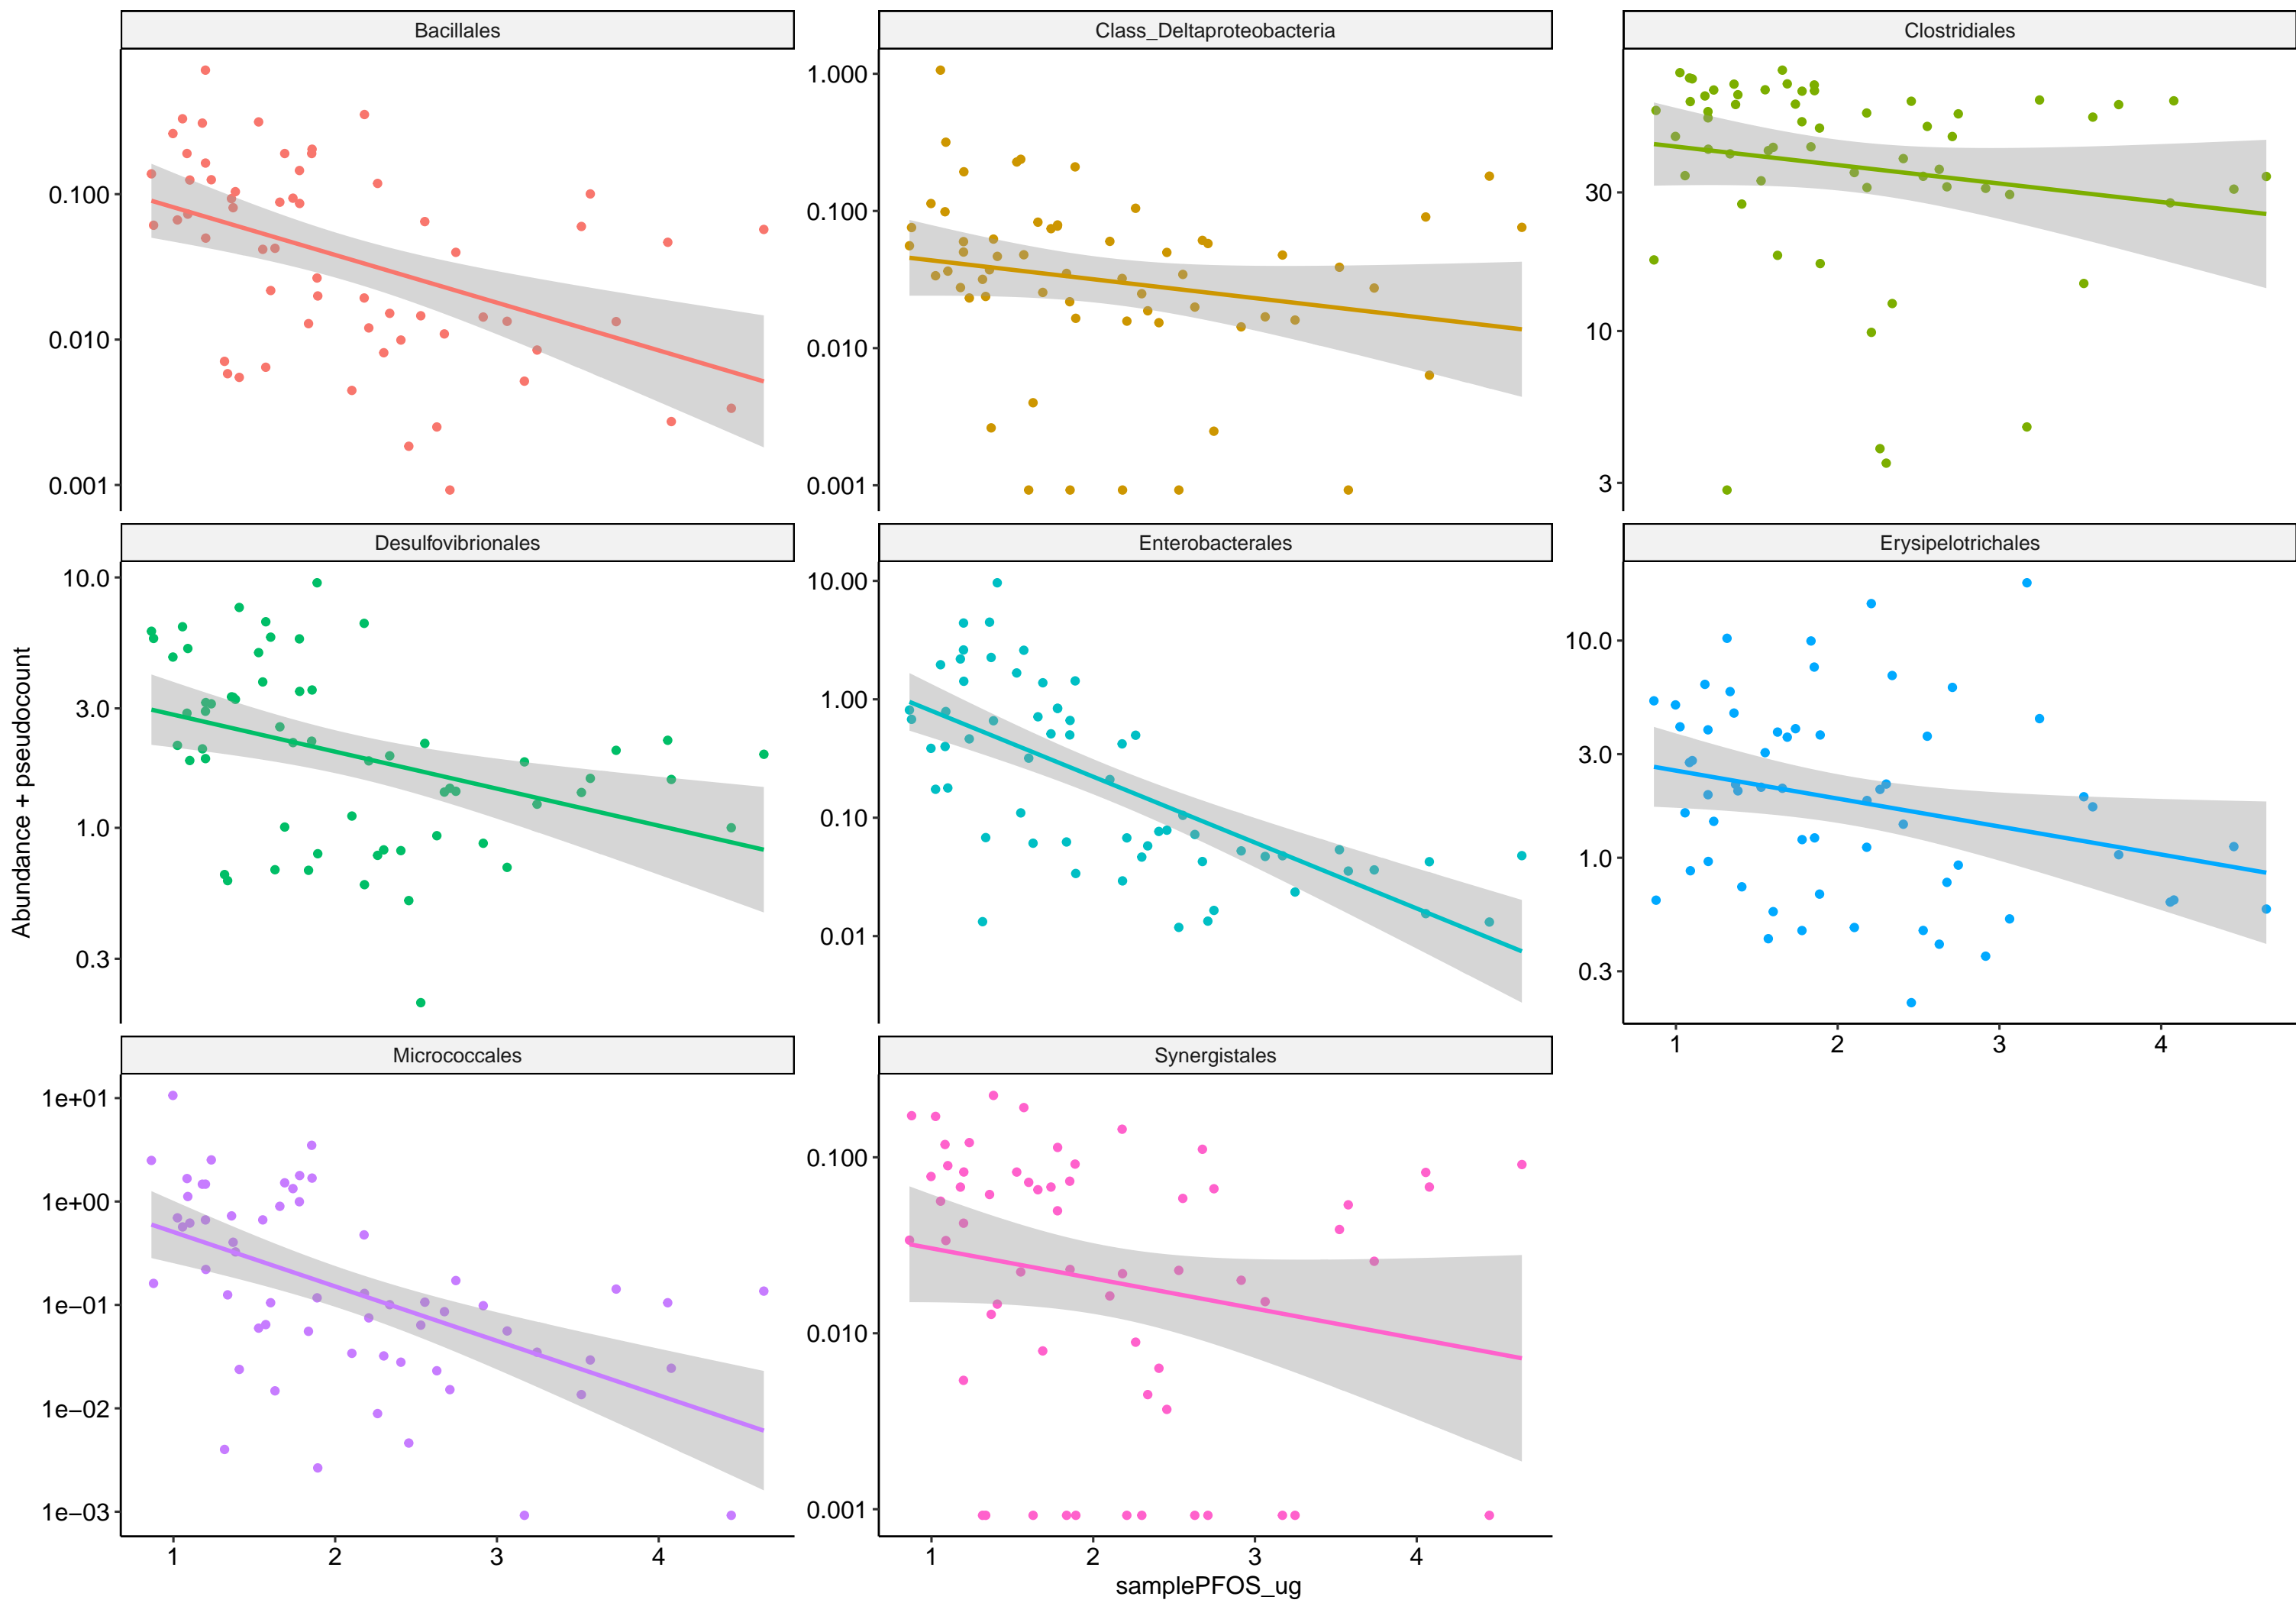 Bacillales
Class_Deltaproteobacteria
Clostridiales
0.100
0.010
0.001
1.000
0.100
0.010
0.001
30
10
3
Desulfovibrionales
Enterobacterales
Erysipelotrichales
10.0
3.0
1.0
0.3
10.00
1.00
0.10
0.01
10.0
3.0
1.0
0.3
1 2 3 4
Abundance + pseudocount
Micrococcales
Synergistales
1e+01
1e+00
1e−01
1e−02
1e−03
0.100
0.010
0.001
1 2 3 4
1 2 3 4
samplePFOS_ug